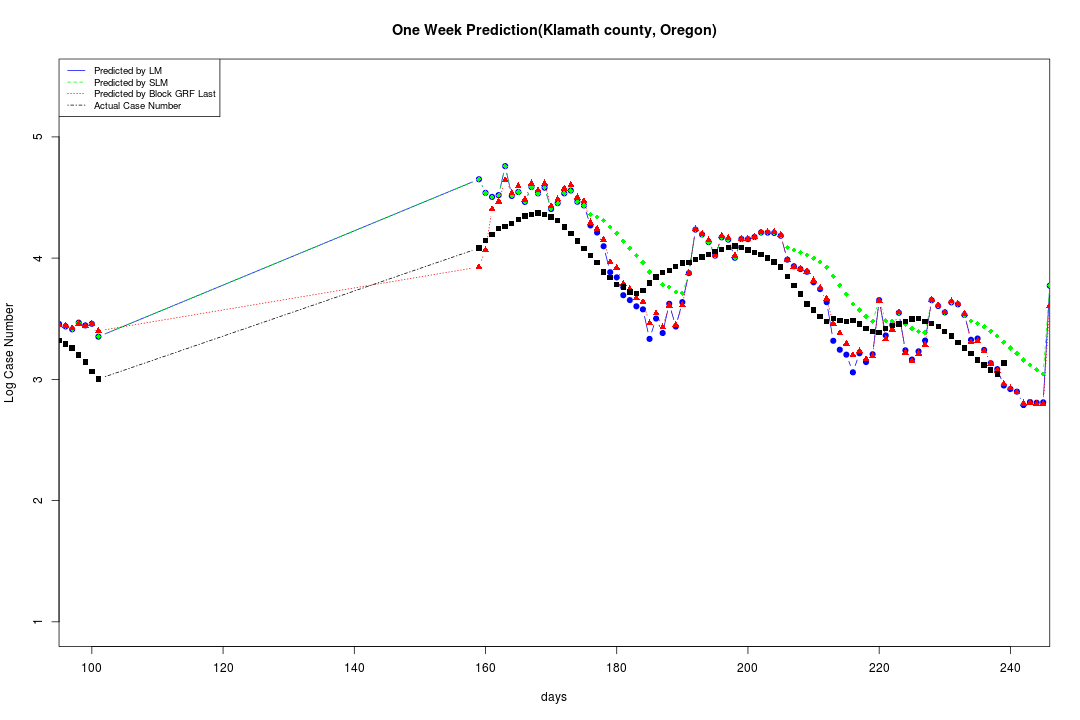 One Week Prediction(Klamath county, Oregon)
Predicted by LM
Predicted by SLM
Predicted by Block GRF Last
Actual Case Number
5
4
3
2
1
Log Case Number
100 120 140 160 180 200 220 240
days